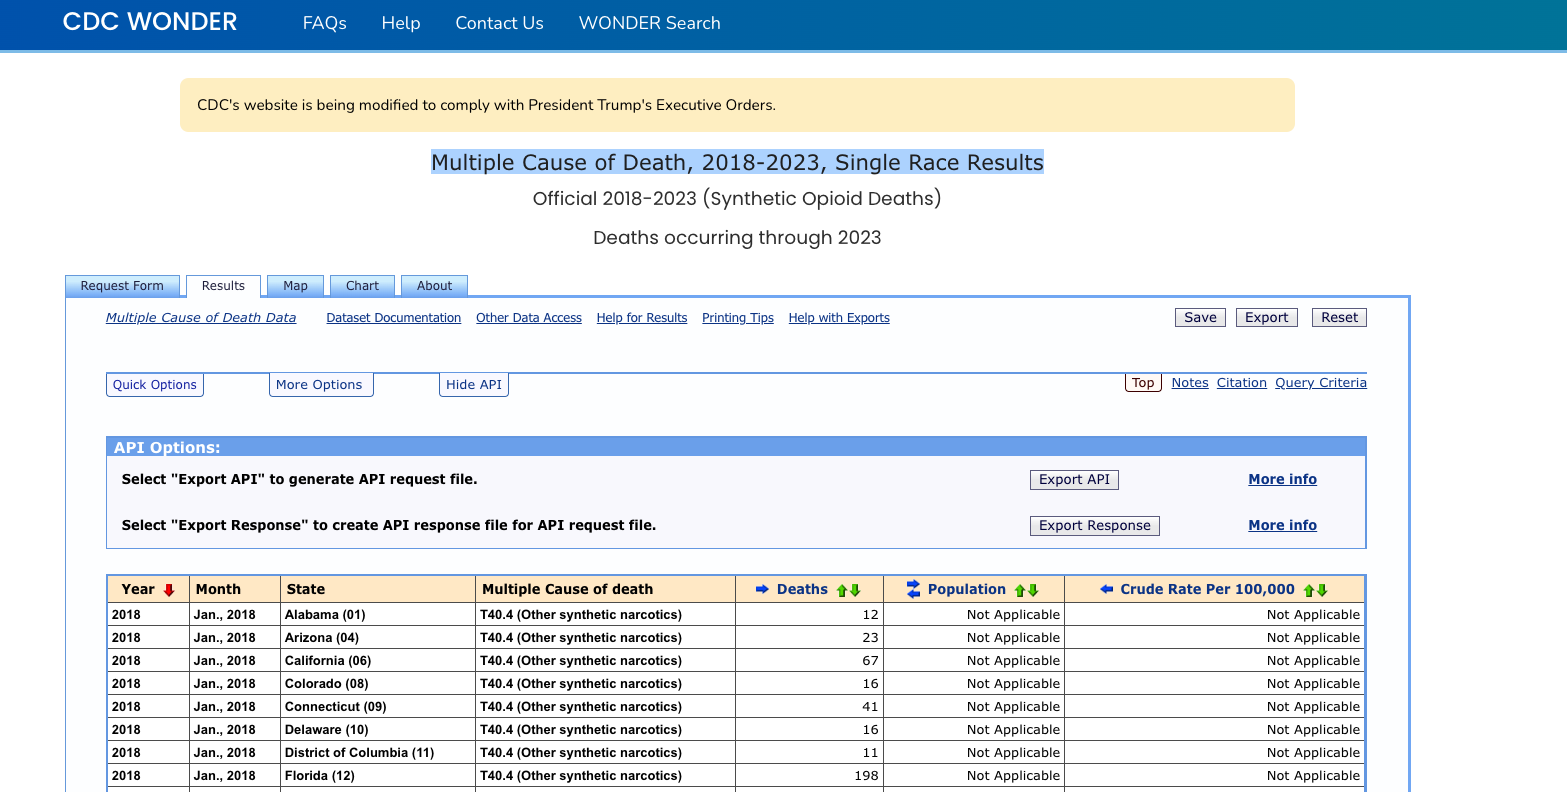 CDC WONDER FAQs Help Contact Us WONDER Search
CDC's website is being modified to comply with President Trump's Executive Orders.
Multiple Cause of Death, 2018-2023, Single Race Results
Official 2018-2023 (Synthetic Opioid Deaths)
Deaths occurring through 2023
Request Form Results Map Chart About
Multiple Cause of Death Data Dataset Documentation Other Data Access Help for Results Printing Tips Help with Exports Save Export Reset
Quick Options More Options Hide API Top Notes Citation Query Criteria
API Options:
Select "Export API" to generate API request file. Export API More info
Select "Export Response" to create API response file for API request file. Export Response More info
Year Month State Multiple Cause of death Deaths Population Crude Rate Per 100,000
2018 Jan., 2018 Alabama (01) T40.4 (Other synthetic narcotics) 12 Not Applicable Not Applicable
2018 Jan., 2018 Arizona (04) T40.4 (Other synthetic narcotics) 23 Not Applicable Not Applicable
2018 Jan., 2018 California (06) T40.4 (Other synthetic narcotics) 67 Not Applicable Not Applicable
2018 Jan., 2018 Colorado (08) T40.4 (Other synthetic narcotics) 16 Not Applicable Not Applicable
2018 Jan., 2018 Connecticut (09) T40.4 (Other synthetic narcotics) 41 Not Applicable Not Applicable
2018 Jan., 2018 Delaware (10) T40.4 (Other synthetic narcotics) 16 Not Applicable Not Applicable
2018 Jan., 2018 District of Columbia (11) T40.4 (Other synthetic narcotics) 11 Not Applicable Not Applicable
2018 Jan., 2018 Florida (12) T40.4 (Other synthetic narcotics) 198 Not Applicable Not Applicable